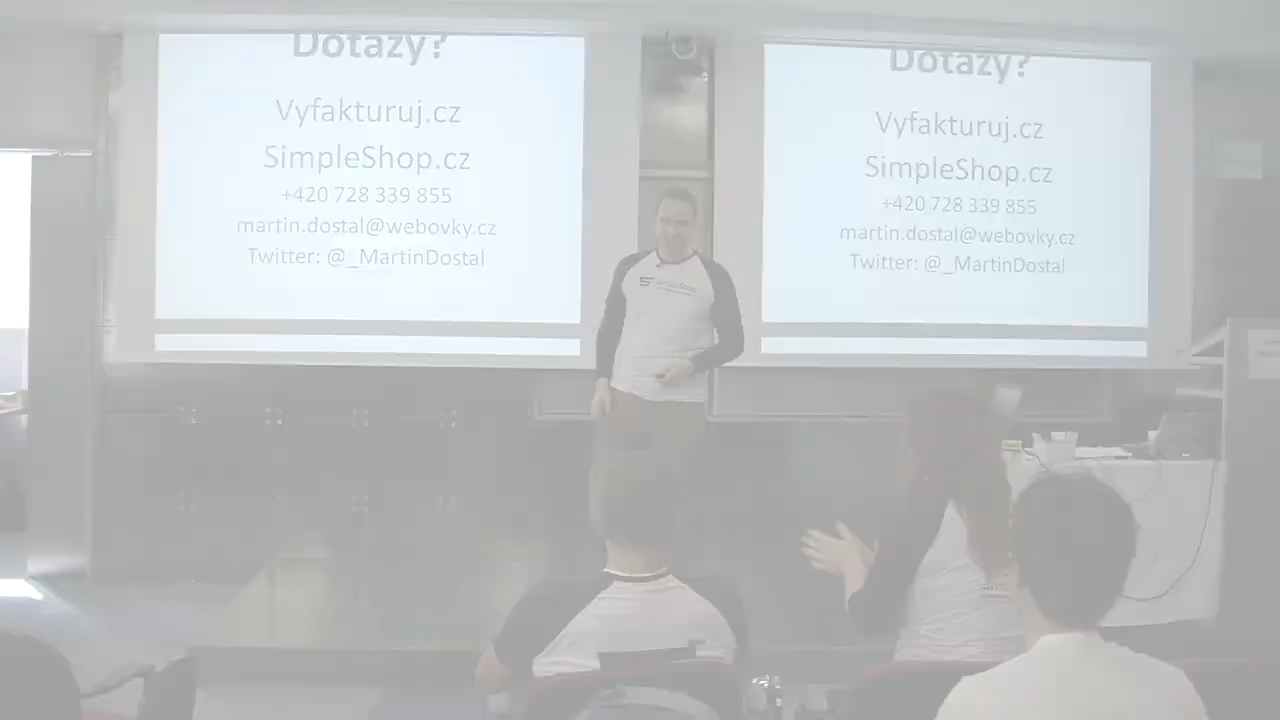 Dotazy?
Vyfakturuj.cz
SimpleShop.cz
+420 728 339 855
martin.dostal@webovky.cz
Twitter: @_MartinDostal
Dotazy?
Vyfakturuj.cz
SimpleShop.cz
+420 728 339 855
martin.dostal@webovky.cz
Twitter: @_MartinDostal